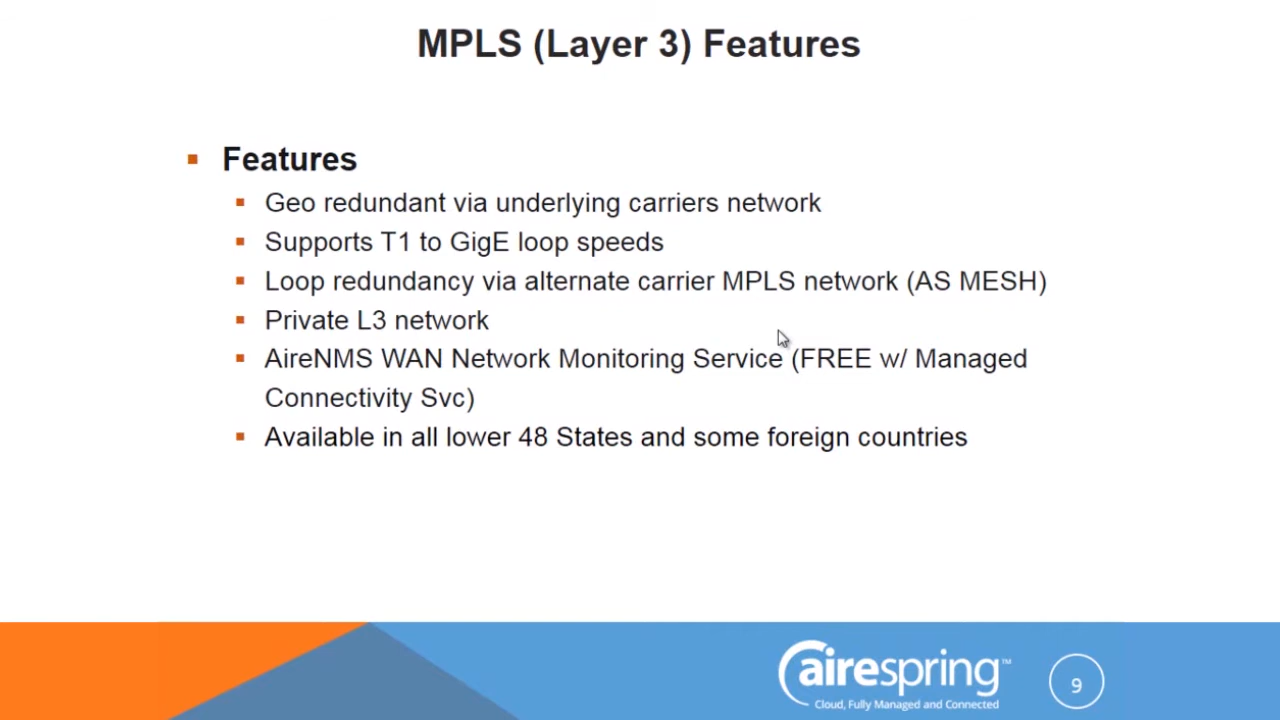 MPLS (Layer 3) Features
Features
Geo redundant via underlying carriers network
Supports T1 to GigE loop speeds
Loop redundancy via alternate carrier MPLS network (AS MESH)
Private L3 network
AireNMS WAN Network Monitoring Service (FREE w/ Managed
Connectivity Svc)
Available in all lower 48 States and some foreign countries
airespring™
Cloud, Fully Managed and Connected
9